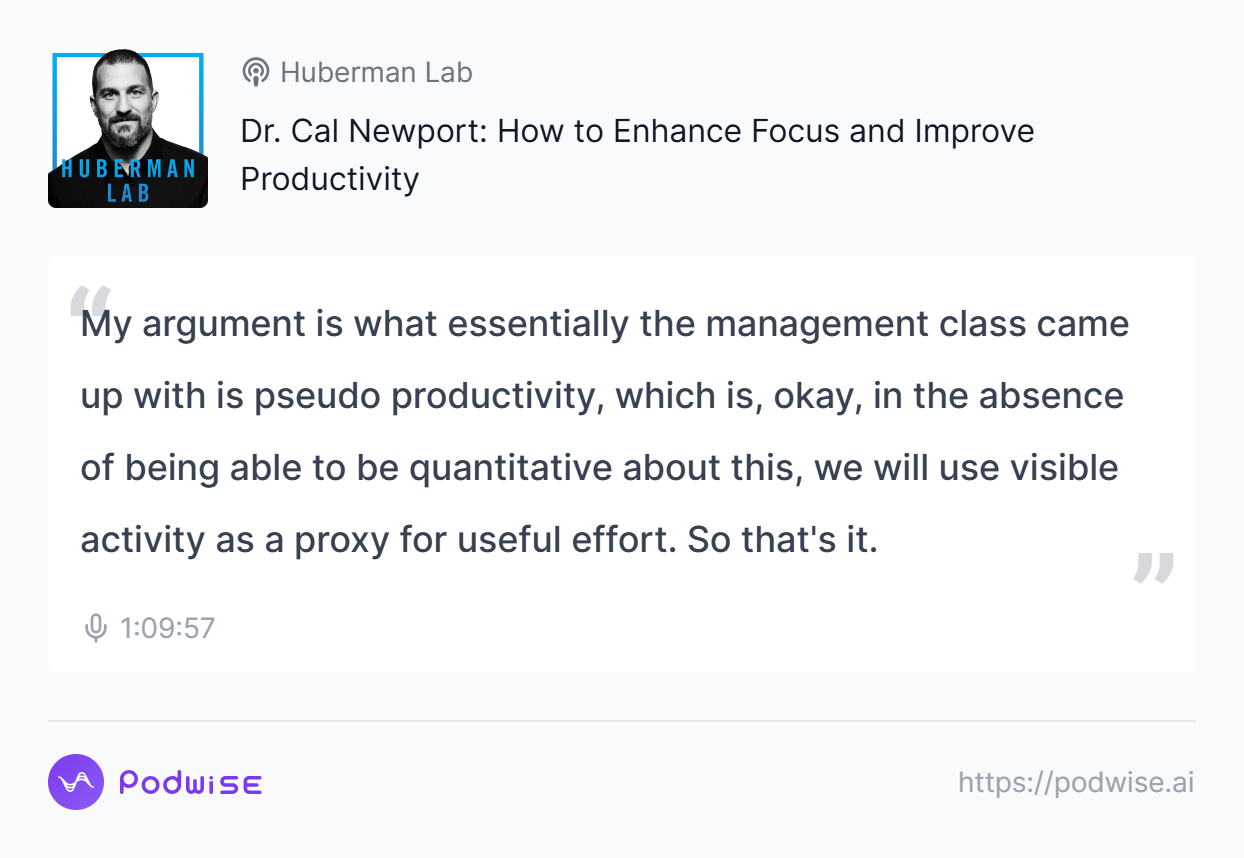 HUBERMAN
LAB
Huberman Lab
Dr. Cal Newport: How to Enhance Focus and Improve
Productivity
“
My argument is what essentially the management class came
up with is pseudo productivity, which is, okay, in the absence
of being able to be quantitative about this, we will use visible
activity as a proxy for useful effort. So that's it.
”
1:09:57
Podwise
https://podwise.ai